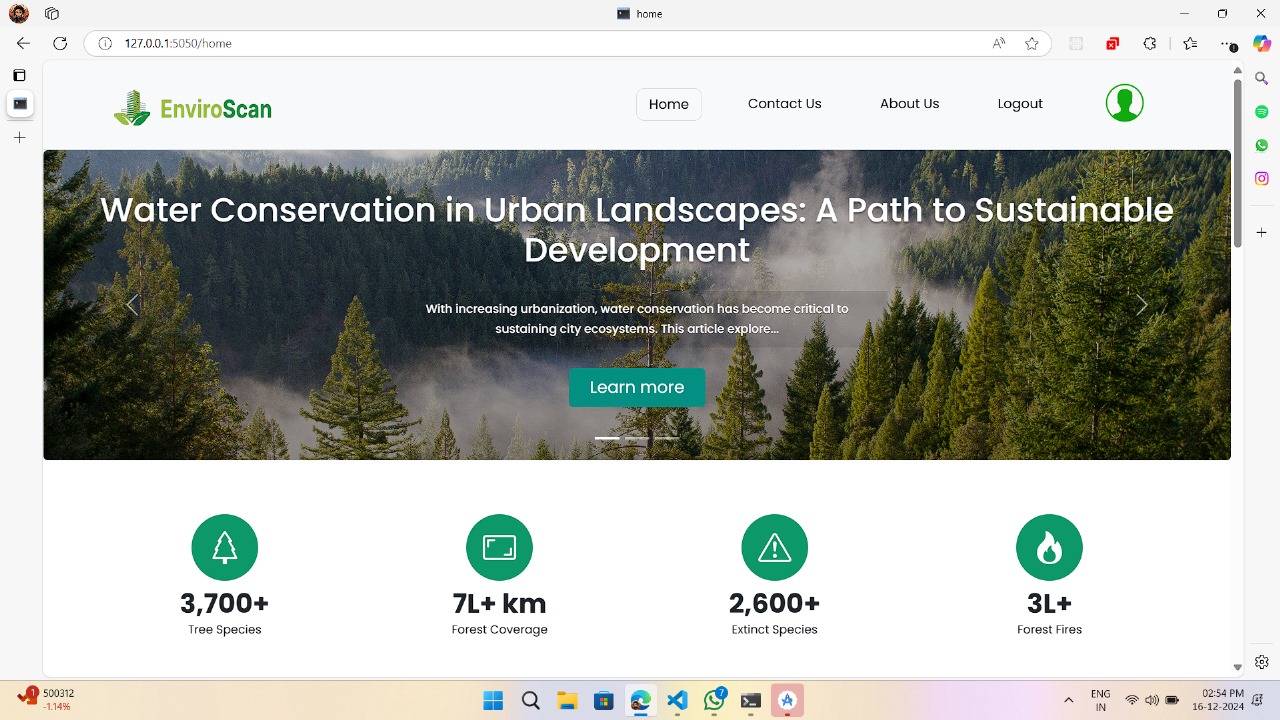 home
127.0.0.1:5050/home
EnviroScan
Home
Contact Us
About Us
Logout
Water Conservation in Urban Landscapes: A Path to Sustainable
Development
With increasing urbanization, water conservation has become critical to
sustaining city ecosystems. This article explore...
Learn more
3,700+
Tree Species
7L+ km
Forest Coverage
2,600+
Extinct Species
3L+
Forest Fires
1
500312
-1.14%
7
ENG
IN
02:54 PM
16-12-2024